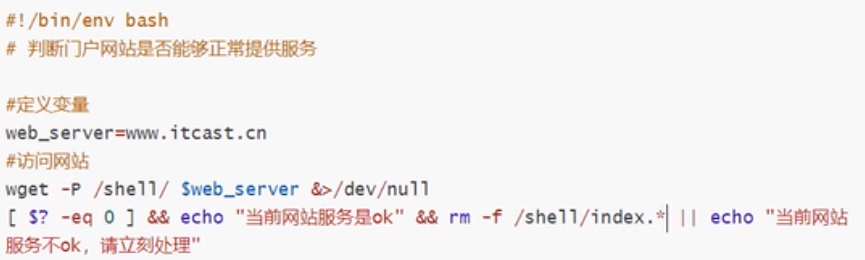 #!/bin/env bash
# 判断门户网站是否能够正常提供服务
#定义变量
web_server=www.itcast.cn
#访问网站
wget -P /shell/ $web_server &>/dev/null
[ $? -eq 0 ] && echo "当前网站服务是ok" && rm -f /shell/index.* || echo "当前网站
服务不ok，请立刻处理"